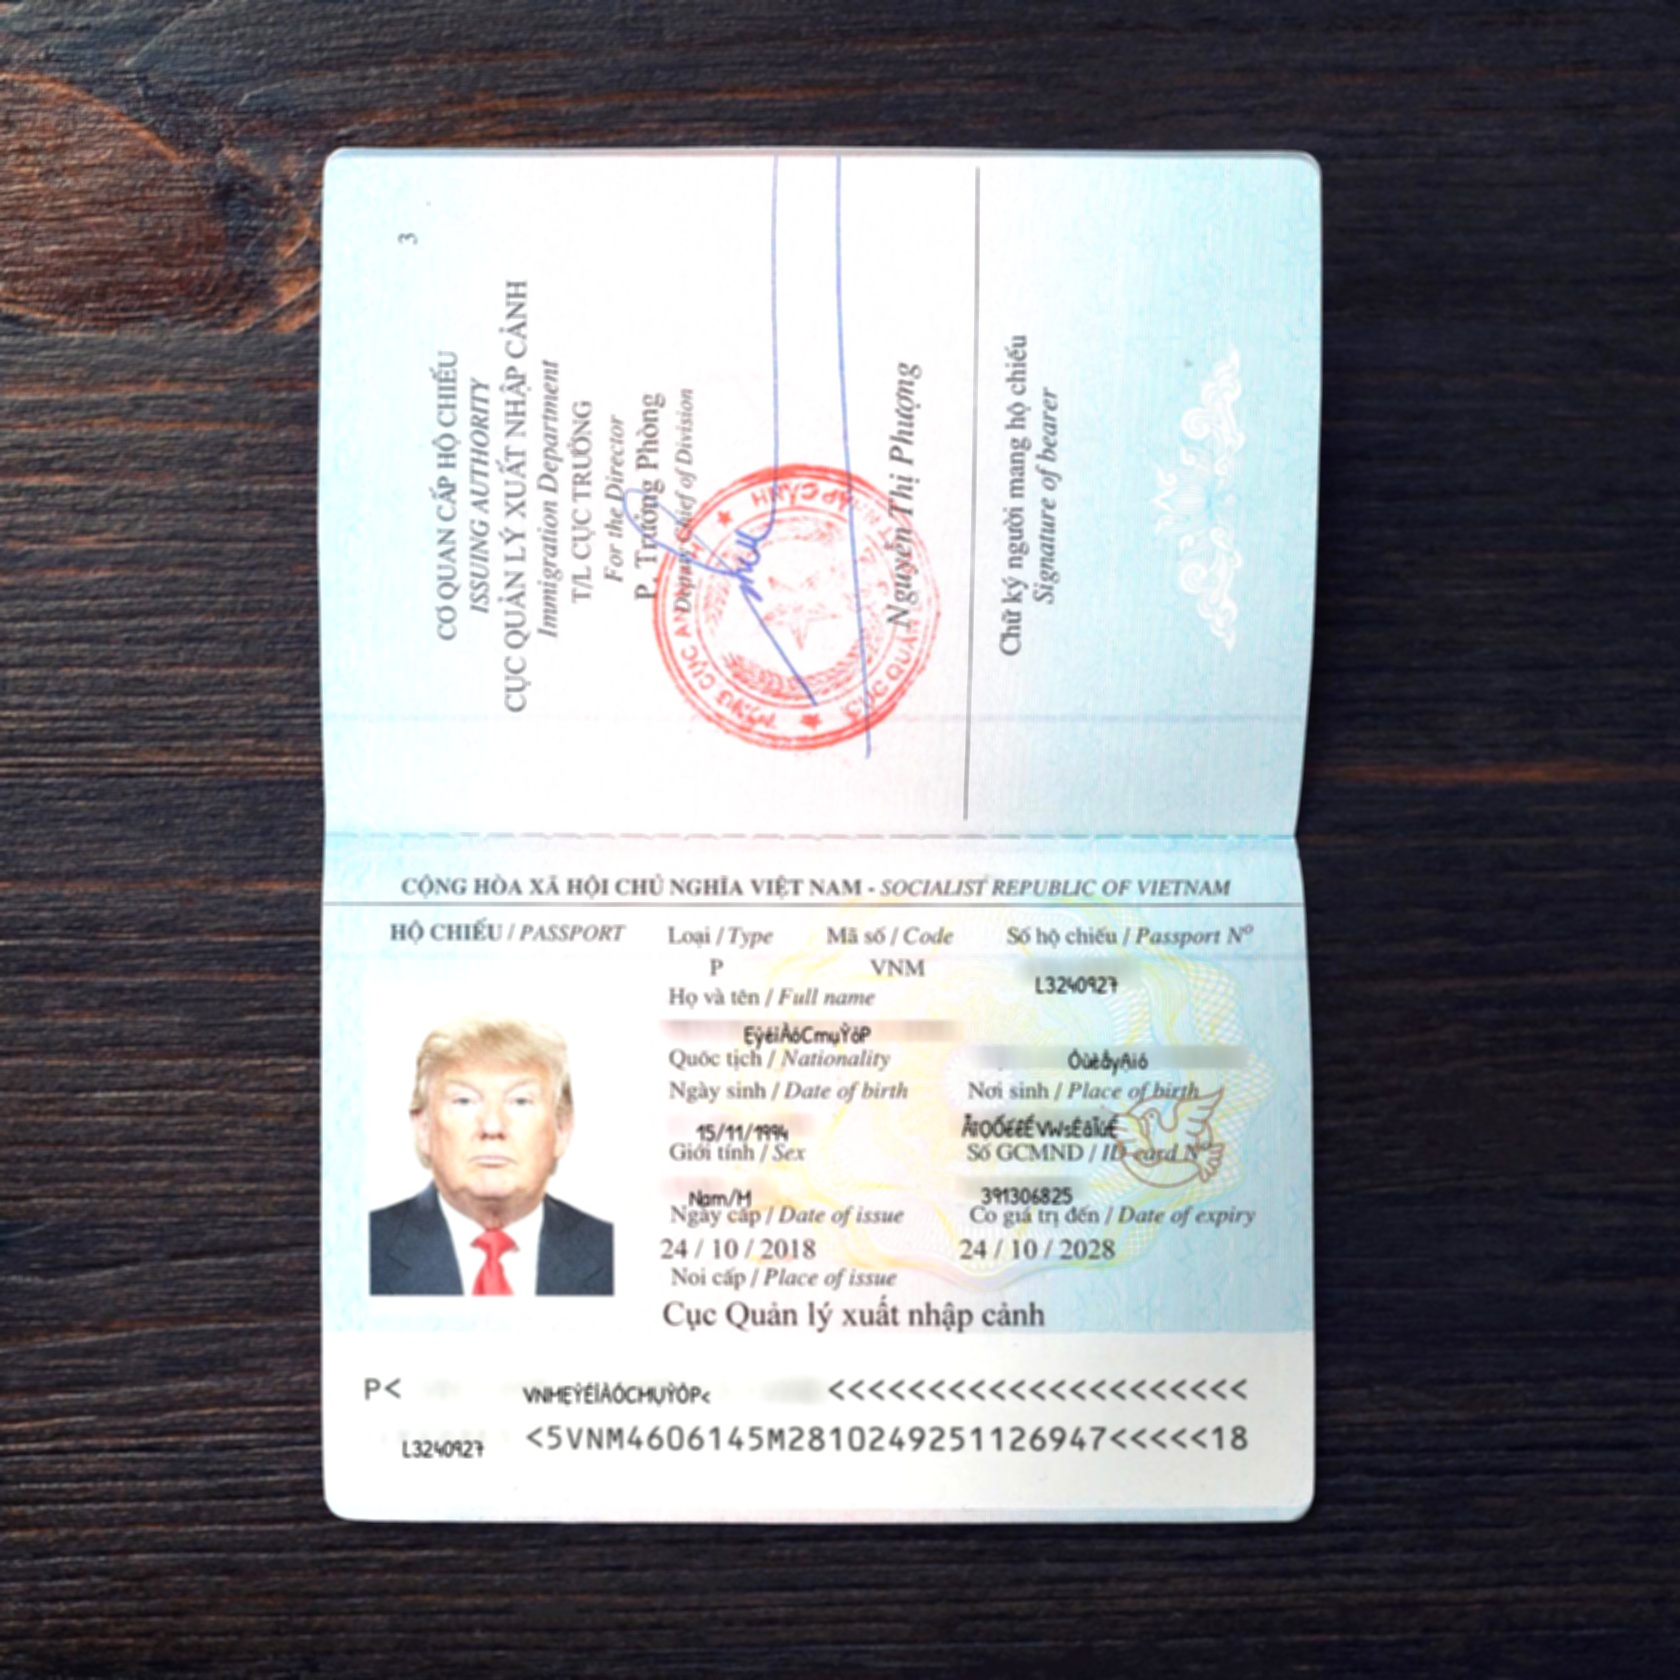 3
CƠ QUAN CẤP HỘ CHIẾU
ISSUING AUTHORITY
CỤC QUẢN LÝ XUẤT NHẬP CẢNH
Immigration Department
T/L CỤC TRƯỞNG
For the Director
P. Trưởng Phòng
Deputy Chief of Division
Nguyễn Thị Phượng
Chữ ký người mang hộ chiếu
Signature of bearer
CỘNG HÒA XÃ HỘI CHỦ NGHĨA VIỆT NAM - SOCIALIST REPUBLIC OF VIETNAM
HỘ CHIẾU / PASSPORT Loại / Type Mã số / Code Số hộ chiếu / Passport Nº
P VNM L3240927
Họ và tên / Full name
EỳêiÀôCmụỲôP
Quốc tịch / Nationality
Ngày sinh / Date of birth Nơi sinh / Place of birth
15/11/1994
Giới tính / Sex Số GCMND / ID card Nº
Nam/M 391306825
Ngày cấp / Date of issue Có giá trị đến / Date of expiry
24 / 10 / 2018 24 / 10 / 2028
Nơi cấp / Place of issue
Cục Quản lý xuất nhập cảnh
P< <<<<<<<<<<<<<<<<<<<<<
L3240927 <5VNM4606145M2810249251126947<<<<<18